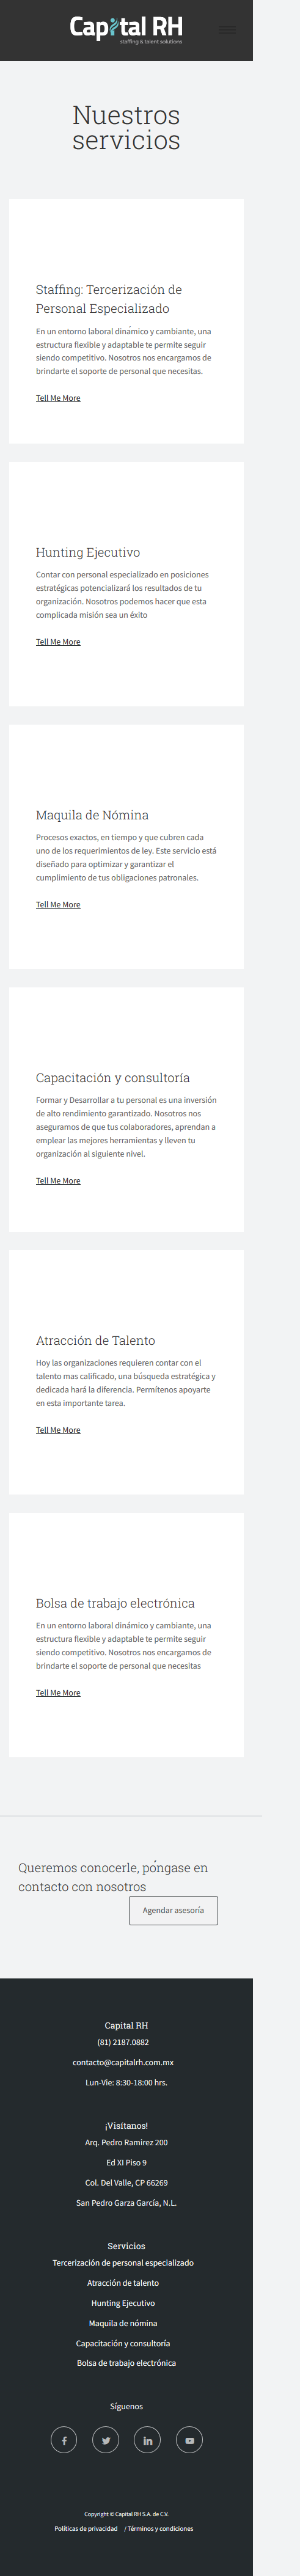 Capital RH
staffing & talent solutions
Nuestros
servicios
Staffing: Tercerización de
Personal Especializado
En un entorno laboral dinámico y cambiante, una
estructura flexible y adaptable te permite seguir
siendo competitivo. Nosotros nos encargamos de
brindarte el soporte de personal que necesitas.
Tell Me More
Hunting Ejecutivo
Contar con personal especializado en posiciones
estratégicas potencializará los resultados de tu
organización. Nosotros podemos hacer que esta
complicada misión sea un éxito
Tell Me More
Maquila de Nómina
Procesos exactos, en tiempo y que cubren cada
uno de los requerimientos de ley. Este servicio está
diseñado para optimizar y garantizar el
cumplimiento de tus obligaciones patronales.
Tell Me More
Capacitación y consultoría
Formar y Desarrollar a tu personal es una inversión
de alto rendimiento garantizado. Nosotros nos
aseguramos de que tus colaboradores, aprendan a
emplear las mejores herramientas y lleven tu
organización al siguiente nivel.
Tell Me More
Atracción de Talento
Hoy las organizaciones requieren contar con el
talento mas calificado, una búsqueda estratégica y
dedicada hará la diferencia. Permítenos apoyarte
en esta importante tarea.
Tell Me More
Bolsa de trabajo electrónica
En un entorno laboral dinámico y cambiante, una
estructura flexible y adaptable te permite seguir
siendo competitivo. Nosotros nos encargamos de
brindarte el soporte de personal que necesitas
Tell Me More
Queremos conocerle, póngase en
contacto con nosotros
Agendar asesoría
Capital RH
(81) 2187.0882
contacto@capitalrh.com.mx
Lun-Vie: 8:30-18:00 hrs.
¡Visítanos!
Arq. Pedro Ramirez 200
Ed XI Piso 9
Col. Del Valle, CP 66269
San Pedro Garza García, N.L.
Servicios
Tercerización de personal especializado
Atracción de talento
Hunting Ejecutivo
Maquila de nómina
Capacitación y consultoría
Bolsa de trabajo electrónica
Síguenos
Copyright © Capital RH S.A. de C.V.
Políticas de privacidad / Términos y condiciones